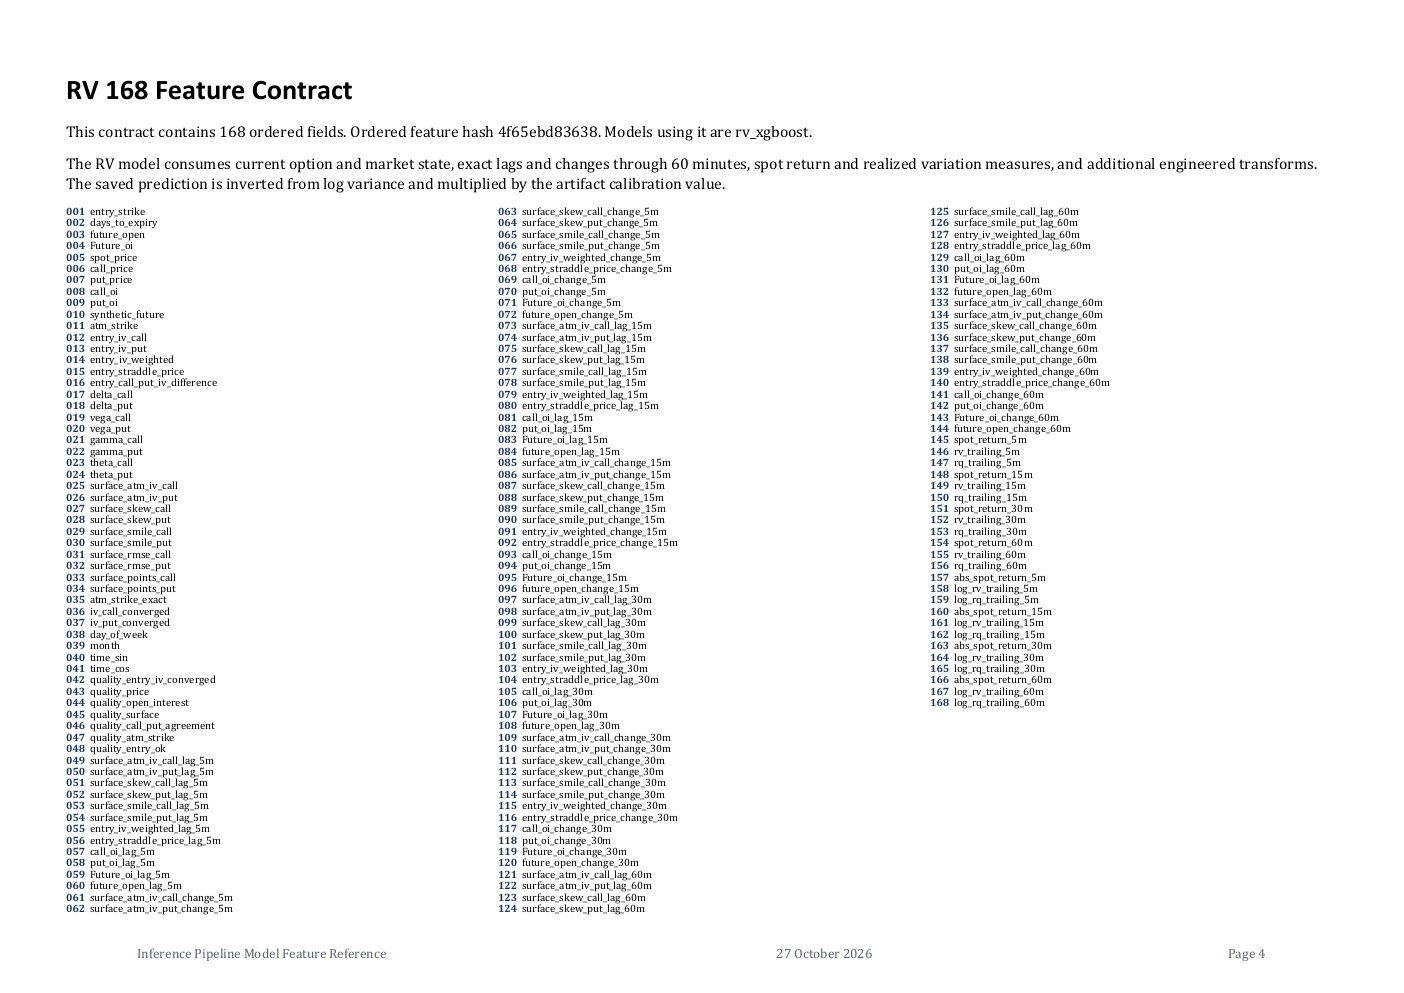 RV 168 Feature Contract
This contract contains 168 ordered fields. Ordered feature hash 4f65ebd83638. Models using it are rv_xgboost.
The RV model consumes current option and market state, exact lags and changes through 60 minutes, spot return and realized variation measures, and additional engineered transforms.
The saved prediction is inverted from log variance and multiplied by the artifact calibration value.
001 entry_strike
002 days_to_expiry
003 future_open
004 Future_oi
005 spot_price
006 call_price
007 put_price
008 call_oi
009 put_oi
010 synthetic_future
011 atm_strike
012 entry_iv_call
013 entry_iv_put
014 entry_iv_weighted
015 entry_straddle_price
016 entry_call_put_iv_difference
017 delta_call
018 delta_put
019 vega_call
020 vega_put
021 gamma_call
022 gamma_put
023 theta_call
024 theta_put
025 surface_atm_iv_call
026 surface_atm_iv_put
027 surface_skew_call
028 surface_skew_put
029 surface_smile_call
030 surface_smile_put
031 surface_rmse_call
032 surface_rmse_put
033 surface_points_call
034 surface_points_put
035 atm_strike_exact
036 iv_call_converged
037 iv_put_converged
038 day_of_week
039 month
040 time_sin
041 time_cos
042 quality_entry_iv_converged
043 quality_price
044 quality_open_interest
045 quality_surface
046 quality_call_put_agreement
047 quality_atm_strike
048 quality_entry_ok
049 surface_atm_iv_call_lag_5m
050 surface_atm_iv_put_lag_5m
051 surface_skew_call_lag_5m
052 surface_skew_put_lag_5m
053 surface_smile_call_lag_5m
054 surface_smile_put_lag_5m
055 entry_iv_weighted_lag_5m
056 entry_straddle_price_lag_5m
057 call_oi_lag_5m
058 put_oi_lag_5m
059 Future_oi_lag_5m
060 future_open_lag_5m
061 surface_atm_iv_call_change_5m
062 surface_atm_iv_put_change_5m
063 surface_skew_call_change_5m
064 surface_skew_put_change_5m
065 surface_smile_call_change_5m
066 surface_smile_put_change_5m
067 entry_iv_weighted_change_5m
068 entry_straddle_price_change_5m
069 call_oi_change_5m
070 put_oi_change_5m
071 Future_oi_change_5m
072 future_open_change_5m
073 surface_atm_iv_call_lag_15m
074 surface_atm_iv_put_lag_15m
075 surface_skew_call_lag_15m
076 surface_skew_put_lag_15m
077 surface_smile_call_lag_15m
078 surface_smile_put_lag_15m
079 entry_iv_weighted_lag_15m
080 entry_straddle_price_lag_15m
081 call_oi_lag_15m
082 put_oi_lag_15m
083 Future_oi_lag_15m
084 future_open_lag_15m
085 surface_atm_iv_call_change_15m
086 surface_atm_iv_put_change_15m
087 surface_skew_call_change_15m
088 surface_skew_put_change_15m
089 surface_smile_call_change_15m
090 surface_smile_put_change_15m
091 entry_iv_weighted_change_15m
092 entry_straddle_price_change_15m
093 call_oi_change_15m
094 put_oi_change_15m
095 Future_oi_change_15m
096 future_open_change_15m
097 surface_atm_iv_call_lag_30m
098 surface_atm_iv_put_lag_30m
099 surface_skew_call_lag_30m
100 surface_skew_put_lag_30m
101 surface_smile_call_lag_30m
102 surface_smile_put_lag_30m
103 entry_iv_weighted_lag_30m
104 entry_straddle_price_lag_30m
105 call_oi_lag_30m
106 put_oi_lag_30m
107 Future_oi_lag_30m
108 future_open_lag_30m
109 surface_atm_iv_call_change_30m
110 surface_atm_iv_put_change_30m
111 surface_skew_call_change_30m
112 surface_skew_put_change_30m
113 surface_smile_call_change_30m
114 surface_smile_put_change_30m
115 entry_iv_weighted_change_30m
116 entry_straddle_price_change_30m
117 call_oi_change_30m
118 put_oi_change_30m
119 Future_oi_change_30m
120 future_open_change_30m
121 surface_atm_iv_call_lag_60m
122 surface_atm_iv_put_lag_60m
123 surface_skew_call_lag_60m
124 surface_skew_put_lag_60m
125 surface_smile_call_lag_60m
126 surface_smile_put_lag_60m
127 entry_iv_weighted_lag_60m
128 entry_straddle_price_lag_60m
129 call_oi_lag_60m
130 put_oi_lag_60m
131 Future_oi_lag_60m
132 future_open_lag_60m
133 surface_atm_iv_call_change_60m
134 surface_atm_iv_put_change_60m
135 surface_skew_call_change_60m
136 surface_skew_put_change_60m
137 surface_smile_call_change_60m
138 surface_smile_put_change_60m
139 entry_iv_weighted_change_60m
140 entry_straddle_price_change_60m
141 call_oi_change_60m
142 put_oi_change_60m
143 Future_oi_change_60m
144 future_open_change_60m
145 spot_return_5m
146 rv_trailing_5m
147 rq_trailing_5m
148 spot_return_15m
149 rv_trailing_15m
150 rq_trailing_15m
151 spot_return_30m
152 rv_trailing_30m
153 rq_trailing_30m
154 spot_return_60m
155 rv_trailing_60m
156 rq_trailing_60m
157 abs_spot_return_5m
158 log_rv_trailing_5m
159 log_rq_trailing_5m
160 abs_spot_return_15m
161 log_rv_trailing_15m
162 log_rq_trailing_15m
163 abs_spot_return_30m
164 log_rv_trailing_30m
165 log_rq_trailing_30m
166 abs_spot_return_60m
167 log_rv_trailing_60m
168 log_rq_trailing_60m
Inference Pipeline Model Feature Reference 27 October 2026 Page 4